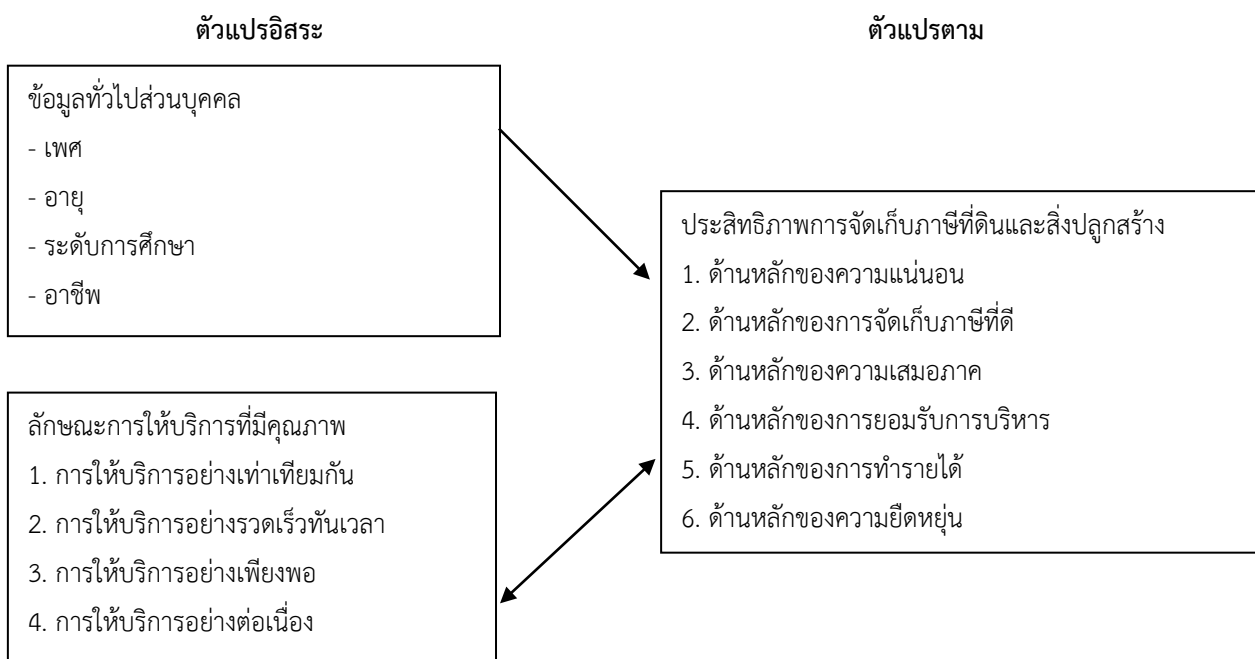 ตัวแปรอิสระ
ตัวแปรตาม
ข้อมูลทั่วไปส่วนบุคคล
- เพศ
- อายุ
- ระดับการศึกษา
- อาชีพ
ลักษณะการให้บริการที่มีคุณภาพ
1. การให้บริการอย่างเท่าเทียมกัน
2. การให้บริการอย่างรวดเร็วทันเวลา
3. การให้บริการอย่างเพียงพอ
4. การให้บริการอย่างต่อเนื่อง
ประสิทธิภาพการจัดเก็บภาษีที่ดินและสิ่งปลูกสร้าง
1. ด้านหลักของความแน่นอน
2. ด้านหลักของการจัดเก็บภาษีที่ดี
3. ด้านหลักของความเสมอภาค
4. ด้านหลักของการยอมรับการบริหาร
5. ด้านหลักของการทำรายได้
6. ด้านหลักของความยืดหยุ่น